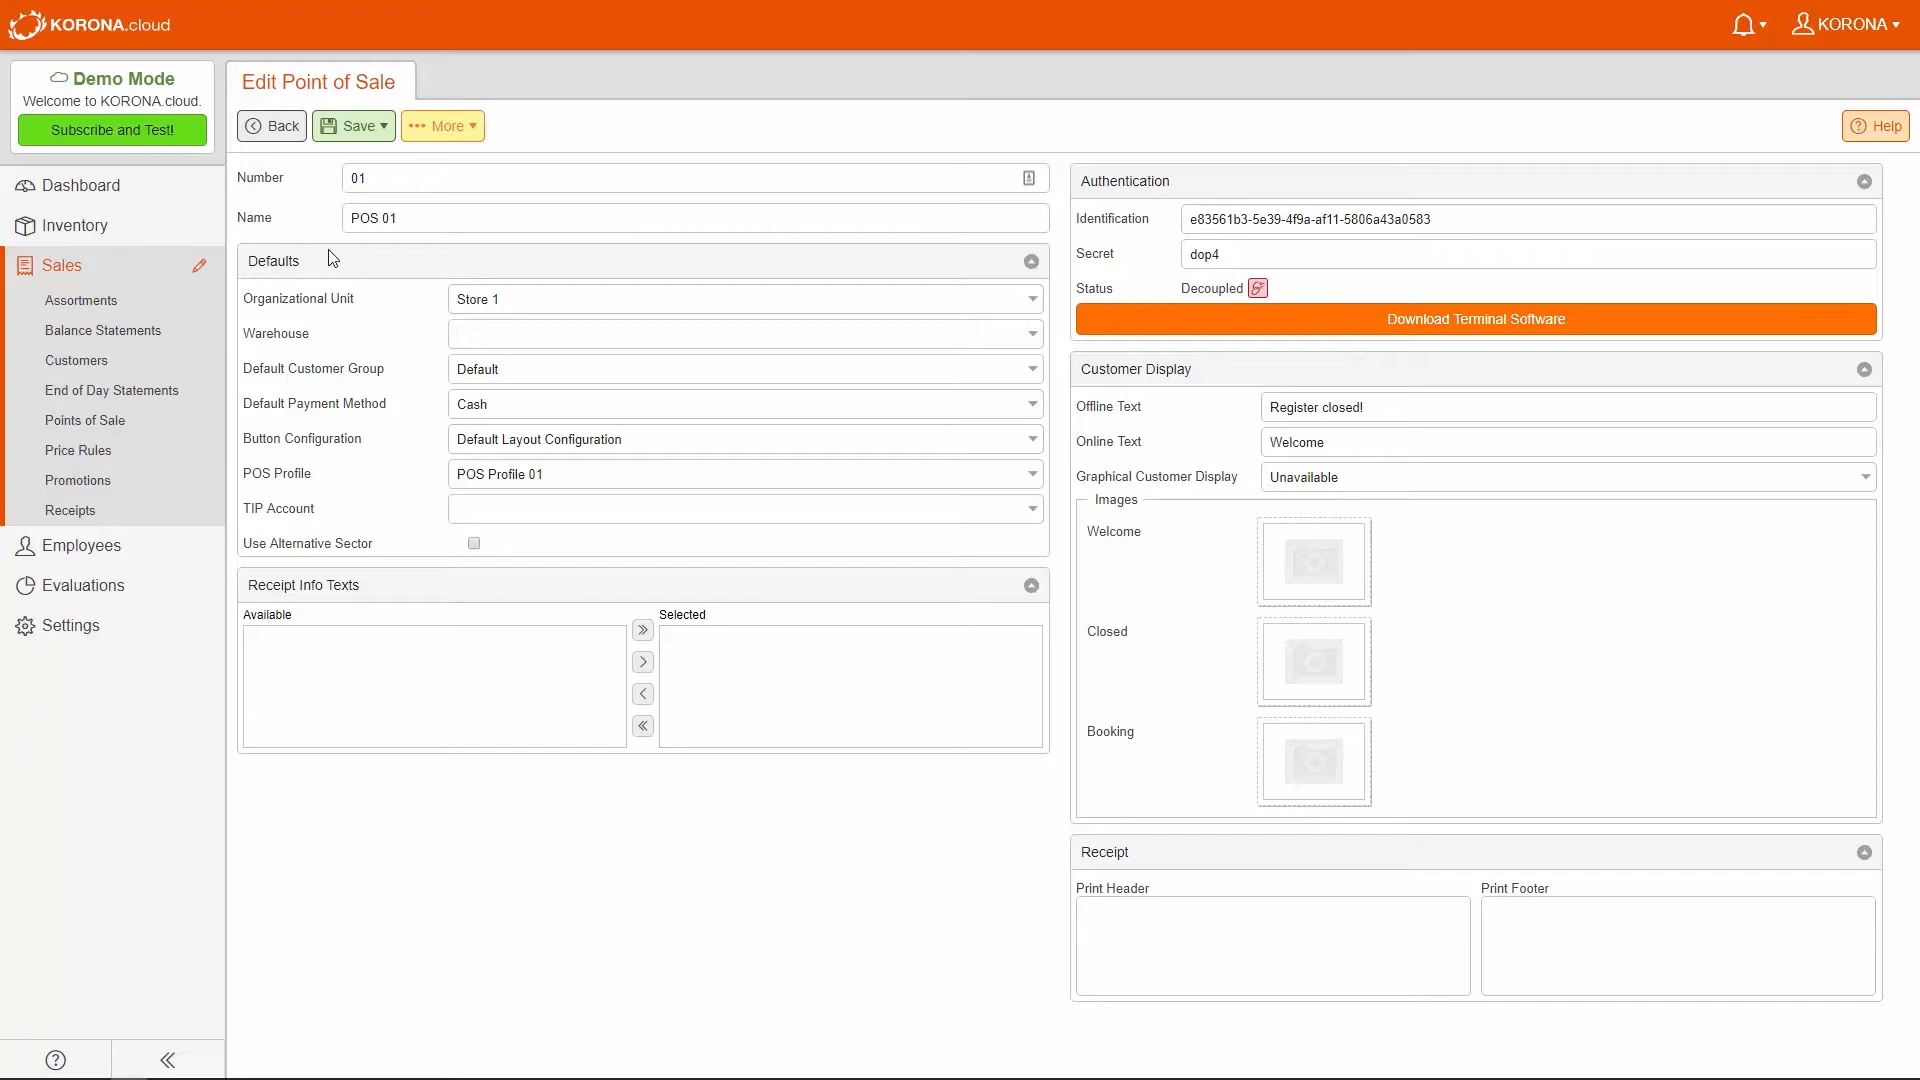 KORONA.cloud
KORONA
Demo Mode
Welcome to KORONA.cloud.
Subscribe and Test!
Dashboard
Inventory
Sales
Assortments
Balance Statements
Customers
End of Day Statements
Points of Sale
Price Rules
Promotions
Receipts
Employees
Evaluations
Settings
Edit Point of Sale
Back
Save
More
Help
Number
01
Name
POS 01
Defaults
Organizational Unit
Store 1
Warehouse
Default Customer Group
Default
Default Payment Method
Cash
Button Configuration
Default Layout Configuration
POS Profile
POS Profile 01
TIP Account
Use Alternative Sector
Receipt Info Texts
Available
Selected
Authentication
Identification
e83561b3-5e39-4f9a-af11-5806a43a0583
Secret
dop4
Status
Decoupled
Download Terminal Software
Customer Display
Offline Text
Register closed!
Online Text
Welcome
Graphical Customer Display
Unavailable
Images
Welcome
Closed
Booking
Receipt
Print Header
Print Footer